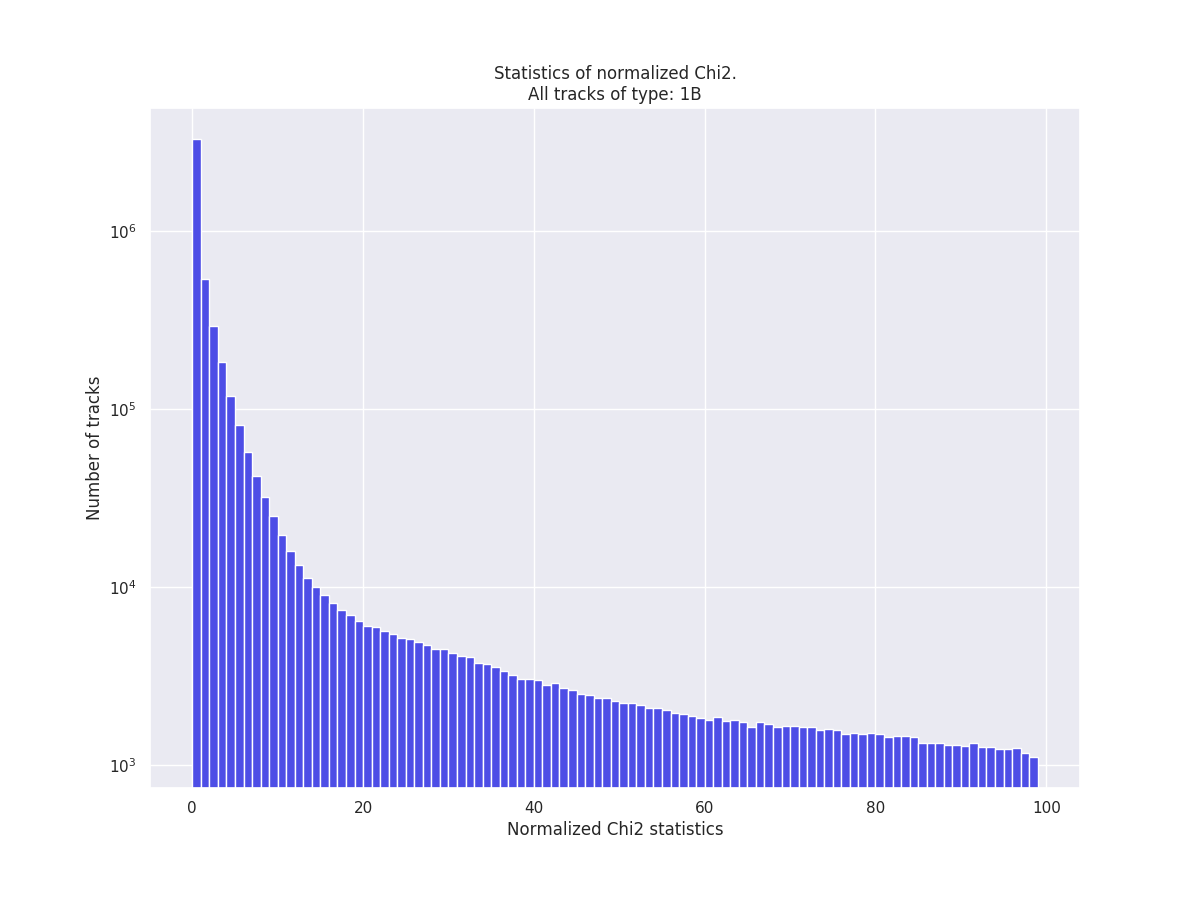 Statistics of normalized Chi2.
All tracks of type: 1B
Number of tracks
10⁶
10⁵
10⁴
10³
0 20 40 60 80 100
Normalized Chi2 statistics